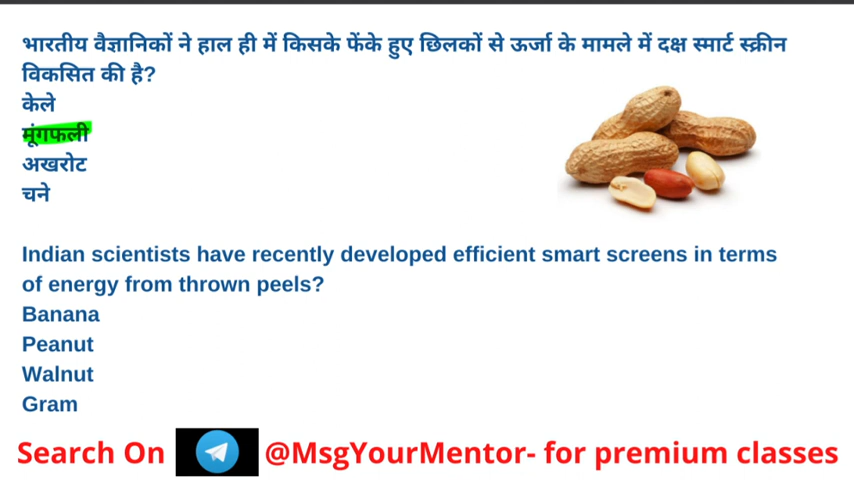 भारतीय वैज्ञानिकों ने हाल ही में किसके फेंके हुए छिलकों से ऊर्जा के मामले में दक्ष स्मार्ट स्क्रीन
विकसित की है?
केले
मूंगफली
अखरोट
चने
Indian scientists have recently developed efficient smart screens in terms
of energy from thrown peels?
Banana
Peanut
Walnut
Gram
Search On @MsgYourMentor- for premium classes